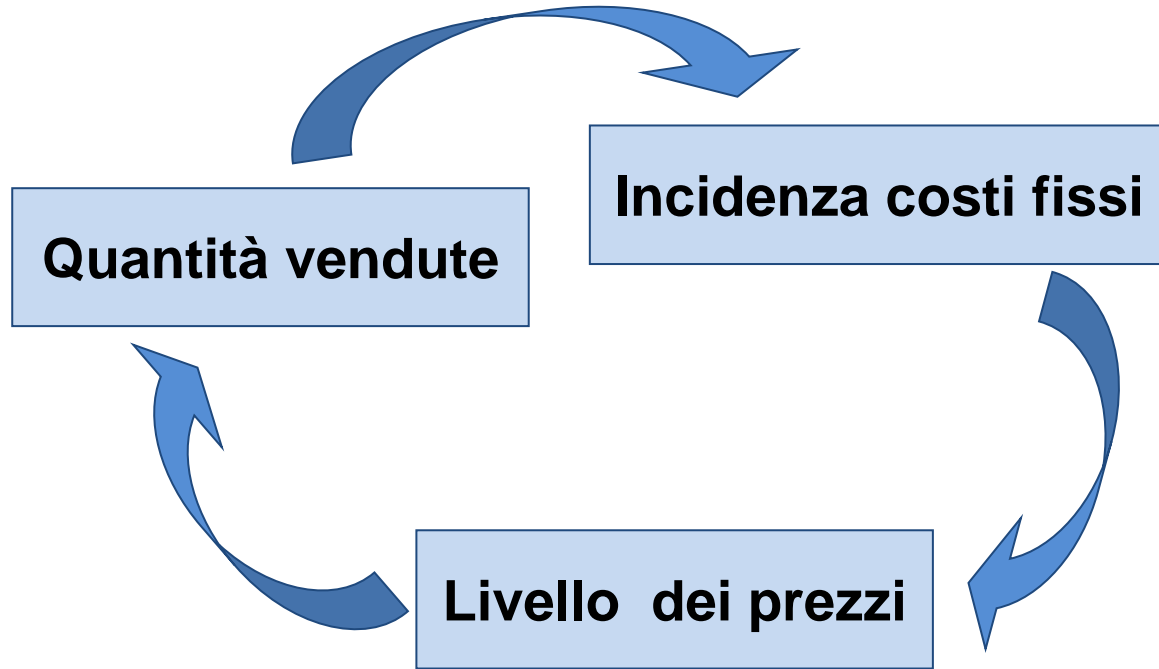 Incidenza costi fissi
Quantità vendute
Livello dei prezzi